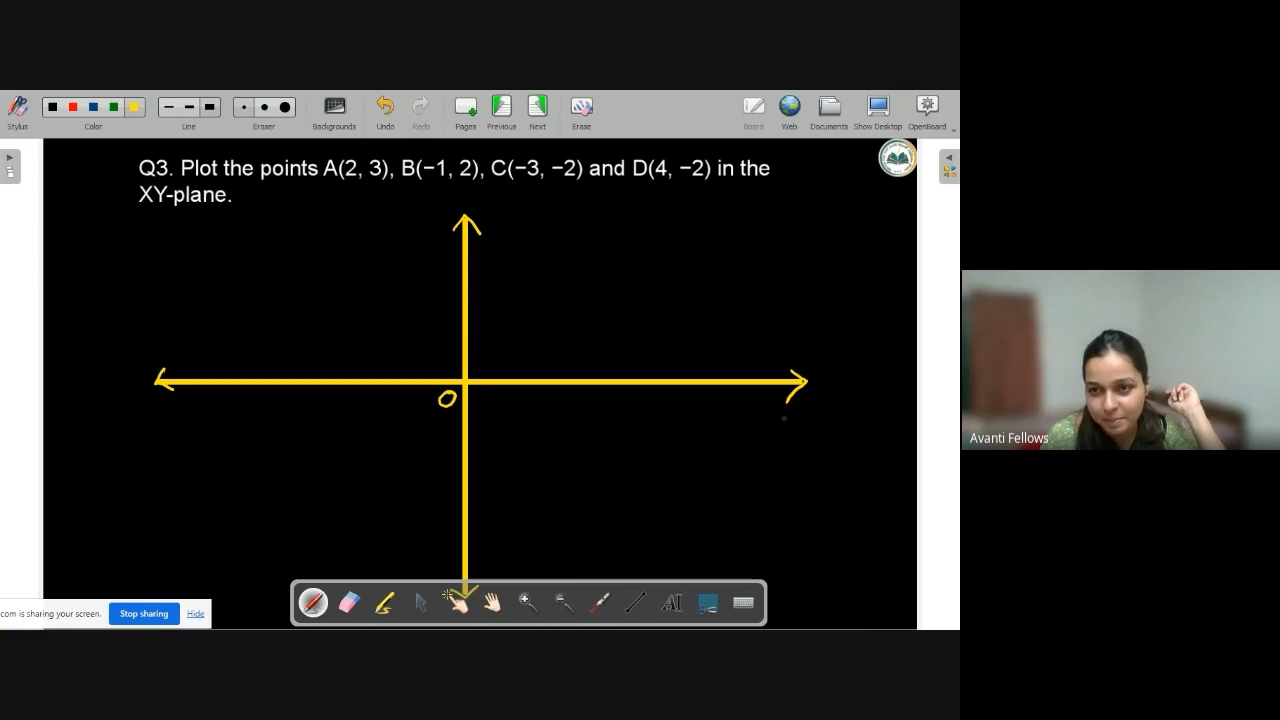 Stylus
Color
Line
Eraser
Backgrounds
Undo
Redo
Pages
Previous
Next
Erase
Board
Web
Documents
Show Desktop
OpenBoard
Q3. Plot the points A(2, 3), B(−1, 2), C(−3, −2) and D(4, −2) in the
XY-plane.
O
Avanti Fellows
AI
com is sharing your screen.
Stop sharing
Hide